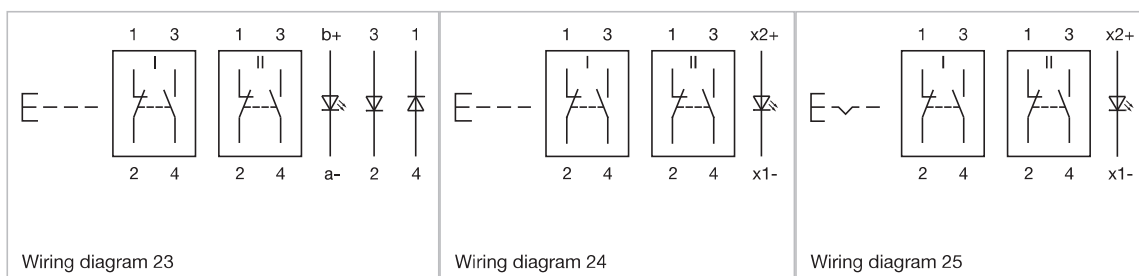 1 3 1 3 b+ 3 1
I II
2 4 2 4 a- 2 4
Wiring diagram 23
1 3 1 3 x2+
I II
2 4 2 4 x1-
Wiring diagram 24
1 3 1 3 x2+
I II
2 4 2 4 x1-
Wiring diagram 25